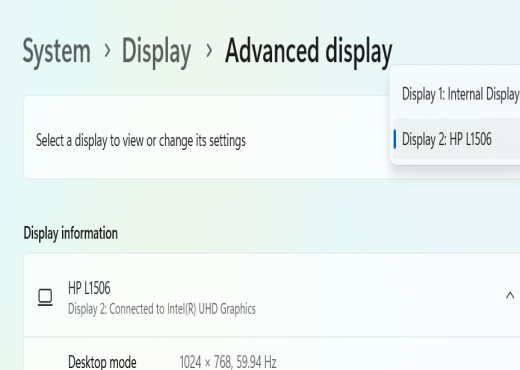 System > Display > Advanced display
Display 1: Internal Display
Select a display to view or change its settings
Display 2: HP L1506
Display information
HP L1506
Display 2: Connected to Intel(R) UHD Graphics
Desktop mode 1024 × 768, 59.94 Hz